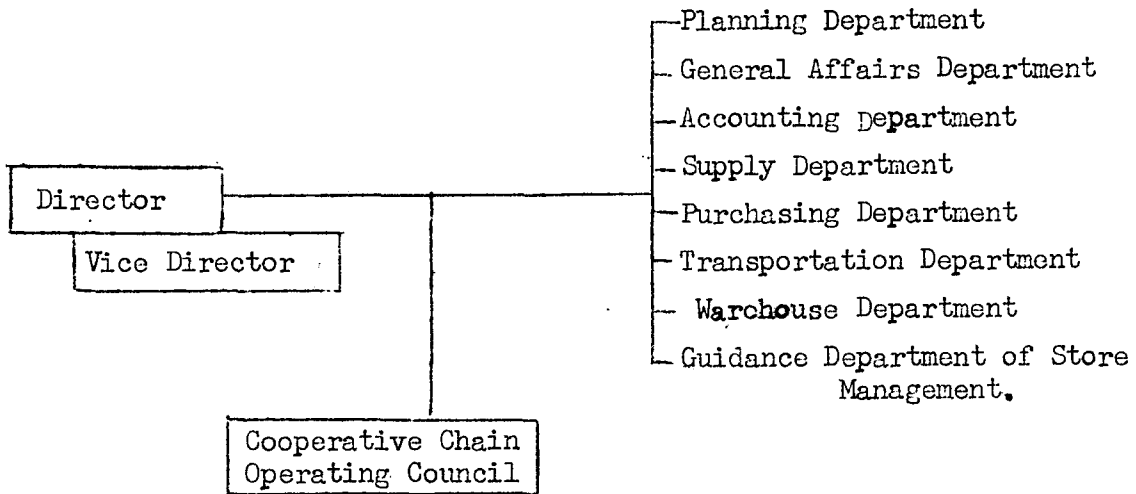 Planning Department
General Affairs Department
Accounting Department
Supply Department
Director
Purchasing Department
Vice Director
Transportation Department
Warohouse Department
Guidance Department of Store
Management.
Cooperative Chain
Operating Council